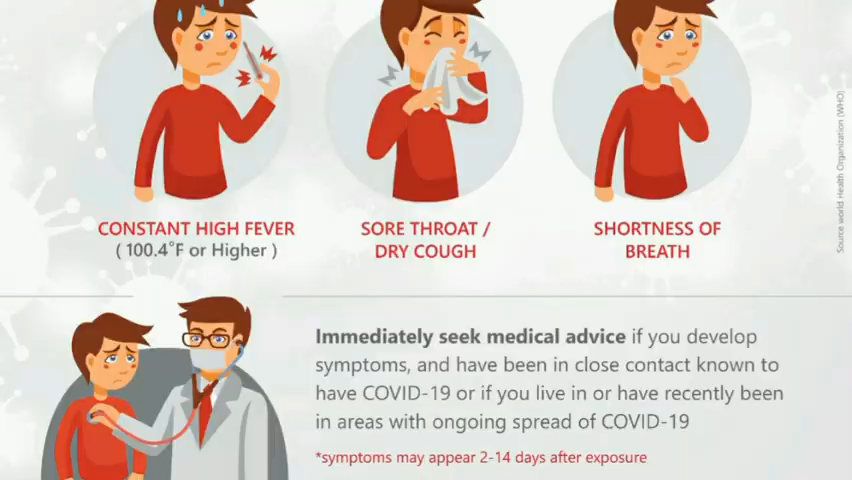 CONSTANT HIGH FEVER
( 100.4°F or Higher )
SORE THROAT /
DRY COUGH
SHORTNESS OF
BREATH
Source world Health Organization (WHO)
Immediately seek medical advice if you develop
symptoms, and have been in close contact known to
have COVID-19 or if you live in or have recently been
in areas with ongoing spread of COVID-19
*symptoms may appear 2-14 days after exposure